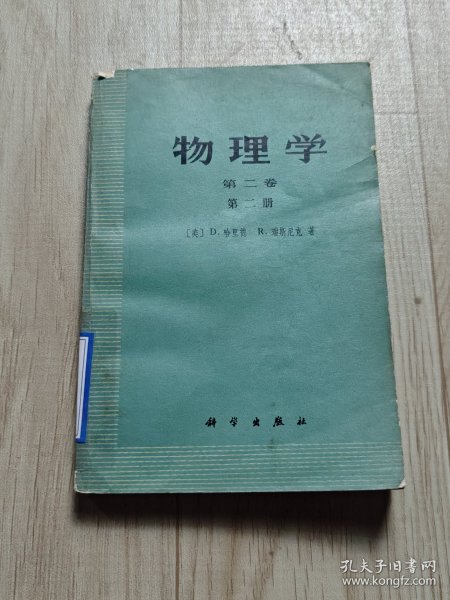 物理学
第二卷
第二册
〔美〕D.哈里德 R.瑞斯尼克 著
科学出版社
孔夫子旧书网
www.kongfz.com